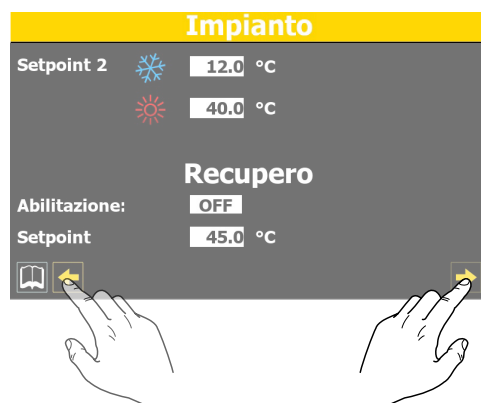 Impianto
Setpoint 2 12.0 °C
40.0 °C
Recupero
Abilitazione: OFF
Setpoint 45.0 °C